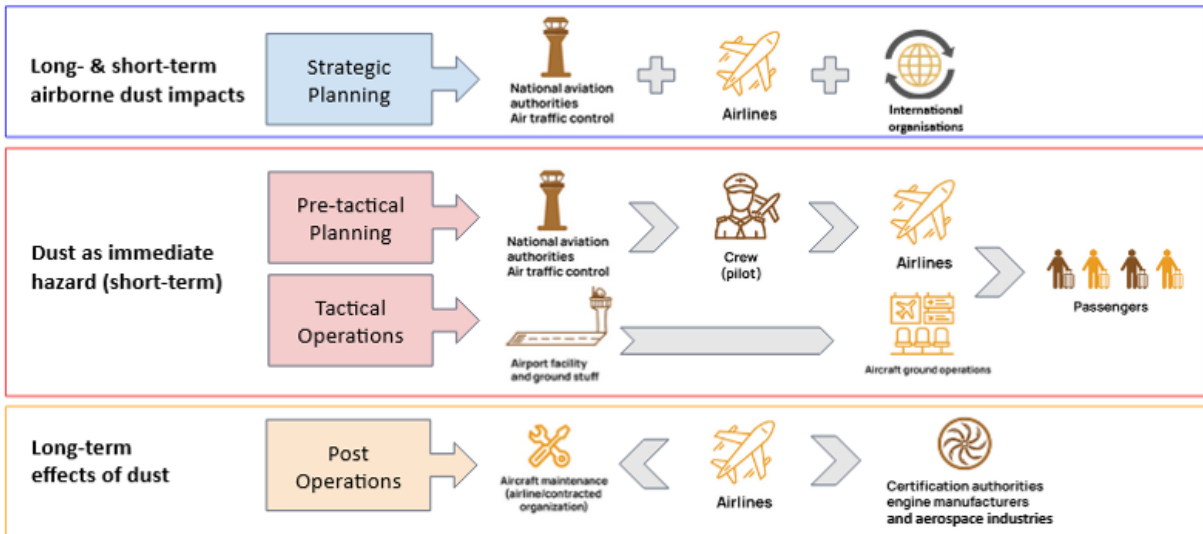 Long- & short-term
airborne dust impacts
Strategic
Planning
National aviation
authorities
Air traffic control
Airlines
International
organisations
Dust as immediate
hazard (short-term)
Pre-tactical
Planning
National aviation
authorities
Air traffic control
Crew
(pilot)
Airlines
Passengers
Tactical
Operations
Airport facility
and ground stuff
Aircraft ground operations
Long-term
effects of dust
Post
Operations
Aircraft maintenance
(airline/contracted
organization)
Airlines
Certification authorities
engine manufacturers
and aerospace industries